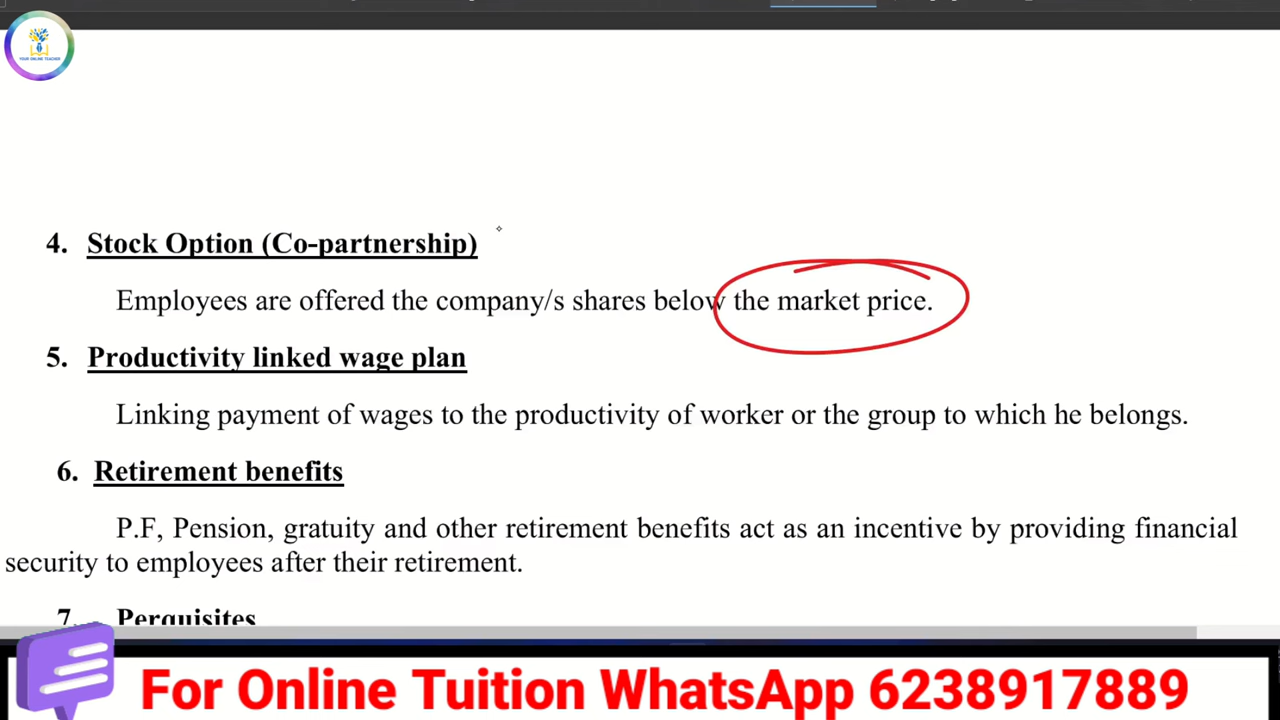 YOUR ONLINE TEACHER
4. Stock Option (Co-partnership)
Employees are offered the company/s shares below the market price.
5. Productivity linked wage plan
Linking payment of wages to the productivity of worker or the group to which he belongs.
6. Retirement benefits
P.F, Pension, gratuity and other retirement benefits act as an incentive by providing financial
security to employees after their retirement.
7. Perquisites
For Online Tuition WhatsApp 6238917889